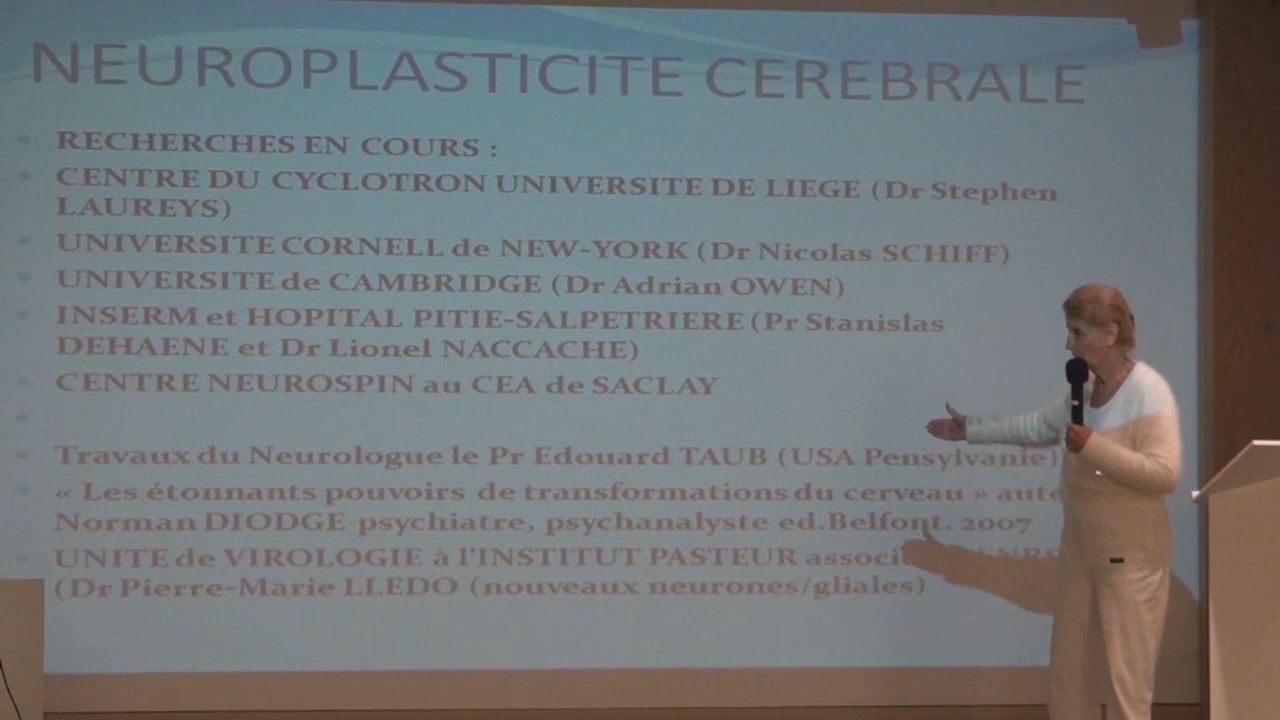 NEUROPLASTICITE CEREBRALE
RECHERCHES EN COURS :
CENTRE DU CYCLOTRON UNIVERSITE DE LIEGE (Dr Stephen
LAUREYS)
UNIVERSITE CORNELL de NEW-YORK (Dr Nicolas SCHIFF)
UNIVERSITE de CAMBRIDGE (Dr Adrian OWEN)
INSERM et HOPITAL PITIE-SALPETRIERE (Pr Stanislas
DEHAENE et Dr Lionel NACCACHE)
CENTRE NEUROSPIN au CEA de SACLAY
Travaux du Neurologue le Pr Edouard TAUB (USA Pensylvanie)
« Les étonnants pouvoirs de transformations du cerveau »
Norman DIODGE psychiatre, psychanalyste ed.Belfont. 2007
UNITE de VIROLOGIE à l'INSTITUT PASTEUR
(Dr Pierre-Marie LLEDO (nouveaux neurones/gliales)